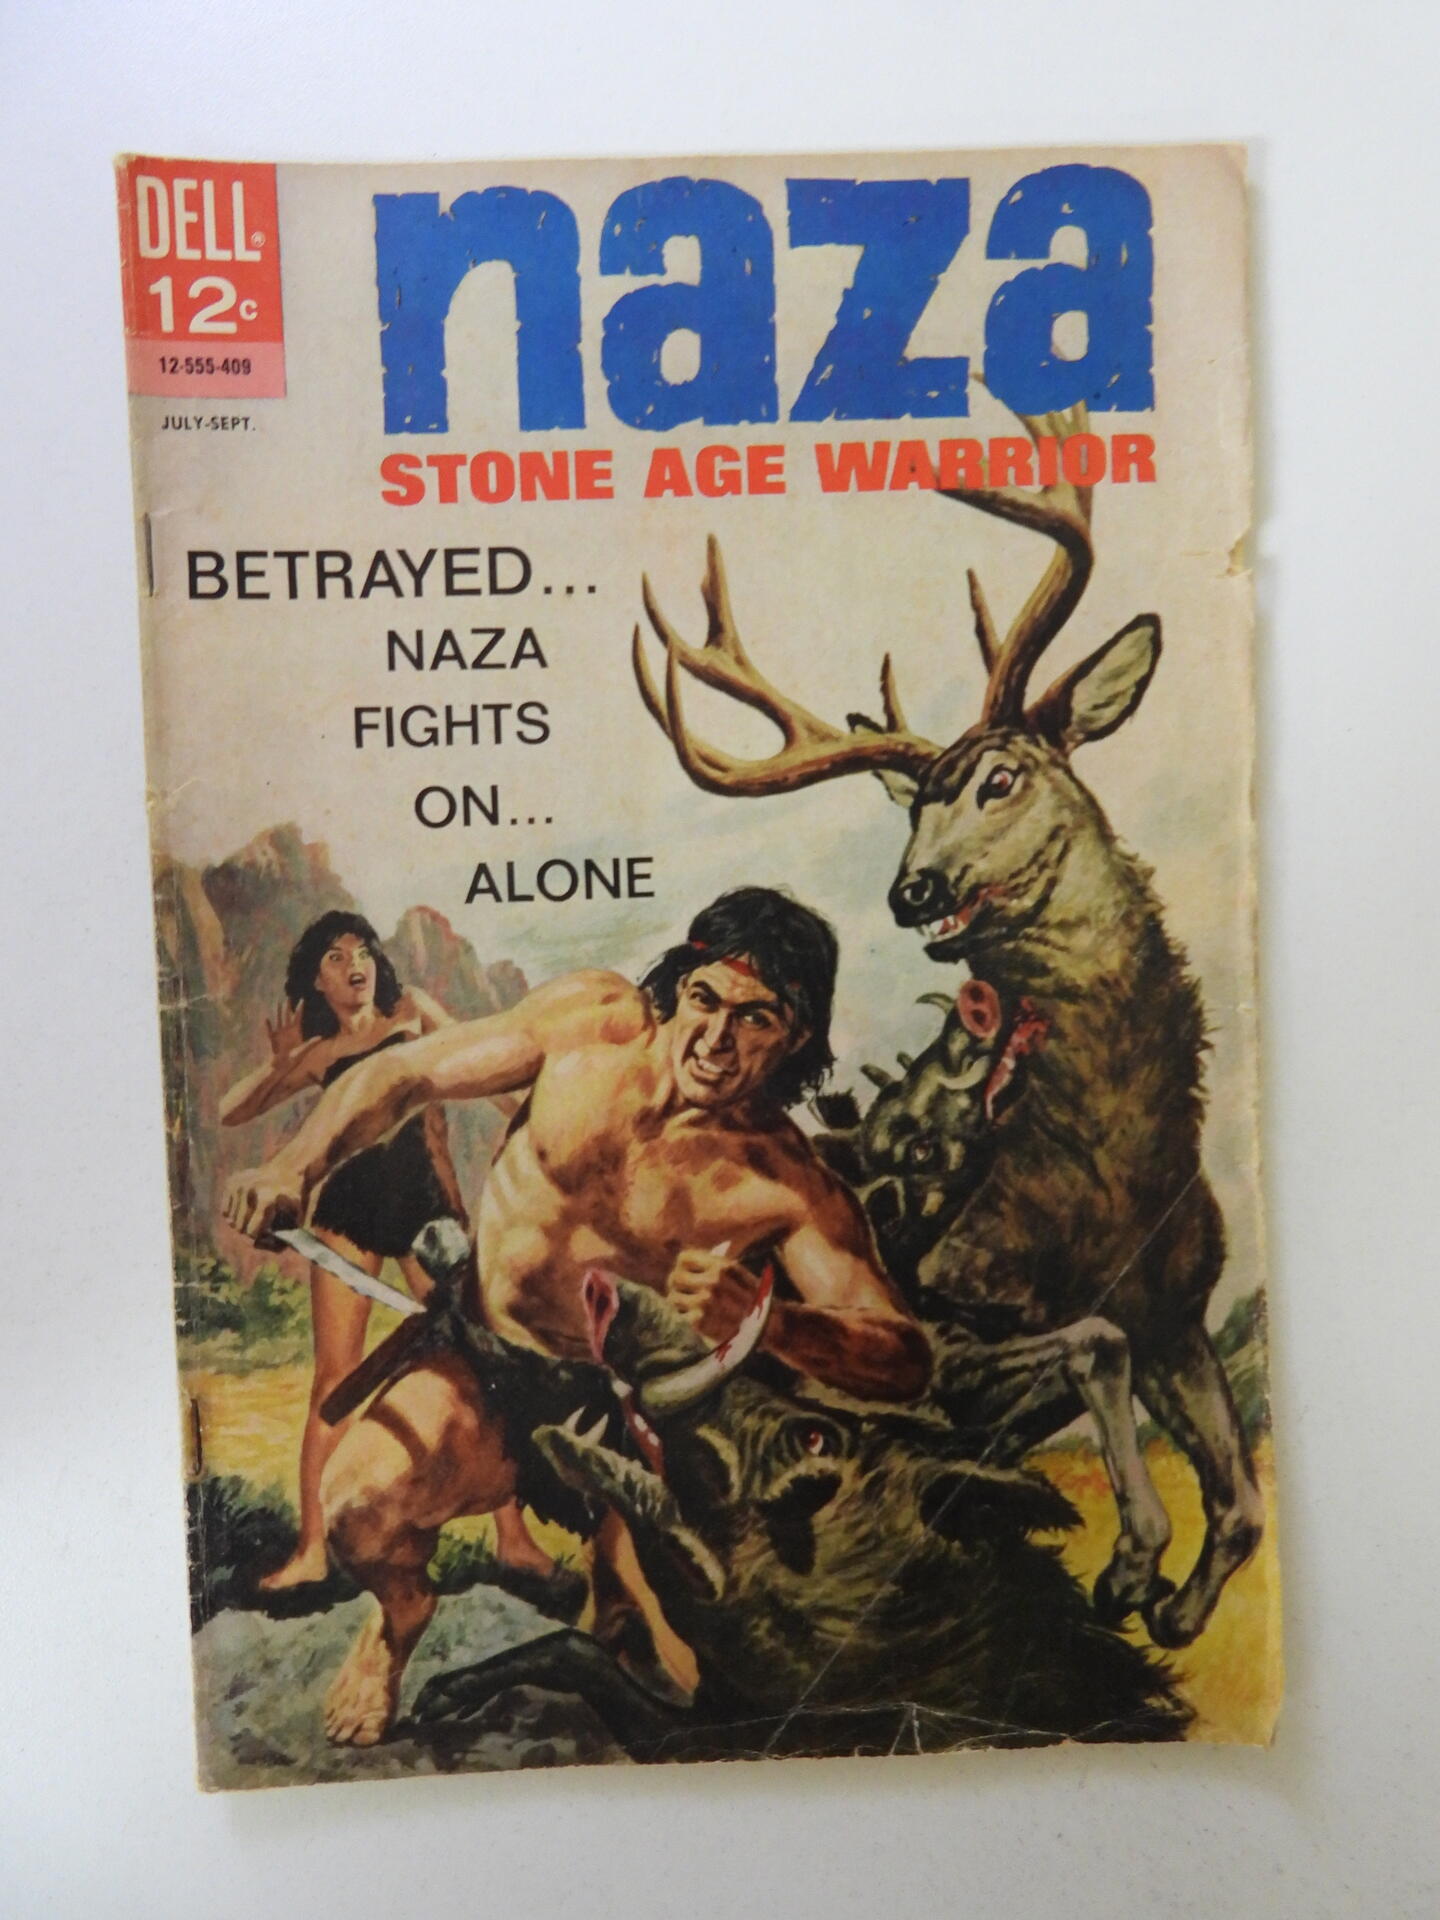 DELL®
12c
12-555-409
JULY-SEPT.
naza
STONE AGE WARRIOR
BETRAYED...
NAZA
FIGHTS
ON...
ALONE